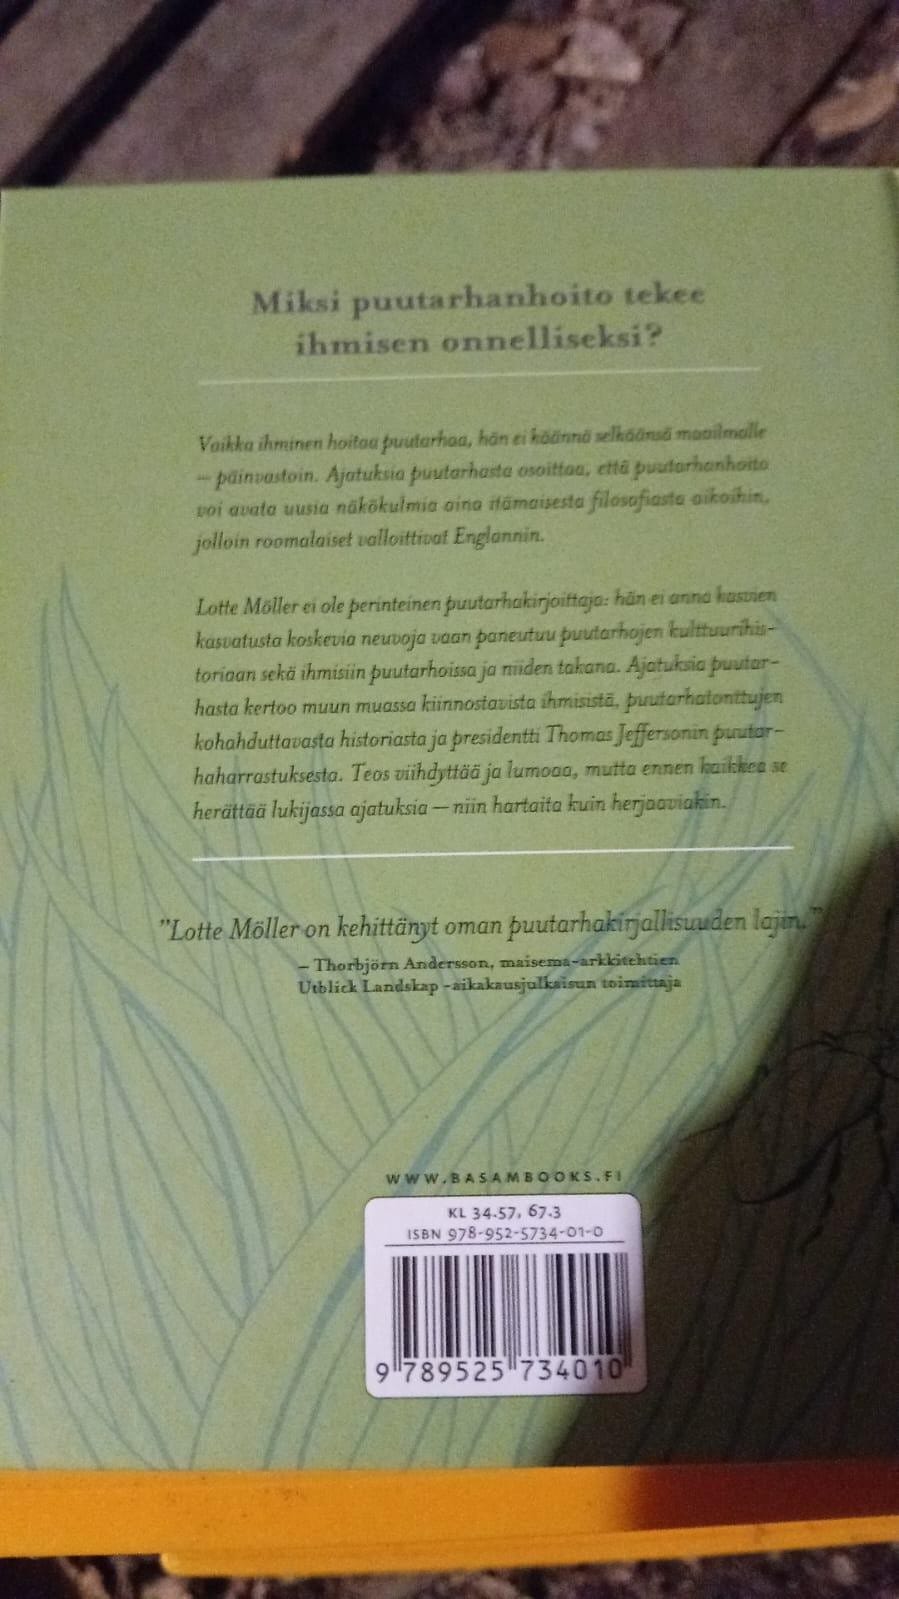 Miksi puutarhanhoito tekee
ihmisen onnelliseksi?
Vaikka ihminen hoitaa puutarhaa, hän ei käännä selkäänsä maailmalle
— päinvastoin. Ajatuksia puutarhasta osoittaa, että puutarhanhoito
voi avata uusia näkökulmia aina itämaisesta filosofiasta aikoihin,
jolloin roomalaiset valloittivat Englannin.
Lotte Möller ei ole perinteinen puutarhakirjoittaja: hän ei anna kasvien
kasvatusta koskevia neuvoja vaan paneutuu puutarhojen kulttuurihis-
toriaan sekä ihmisiin puutarhoissa ja niiden takana. Ajatuksia puutar-
hasta kertoo muun muassa kiinnostavista ihmisistä, puutarhatonttujen
kohahduttavasta historiasta ja presidentti Thomas Jeffersonin puutar-
haharrastuksesta. Teos viihdyttää ja lumoaa, mutta ennen kaikkea se
herättää lukijassa ajatuksia — niin hartaita kuin herjaaviakin.
"Lotte Möller on kehittänyt oman puutarhakirjallisuuden lajin."
– Thorbjörn Andersson, maisema-arkkitehtien
Utblick Landskap -aikakausjulkaisun toimittaja
WWW.BASAMBOOKS.FI
KL 34.57, 67.3
ISBN 978-952-5734-01-0
9 789525 734010